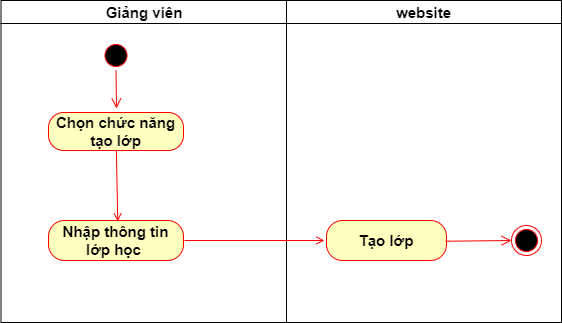 Giảng viên
website
Chọn chức năng
tạo lớp
Nhập thông tin
lớp học
Tạo lớp